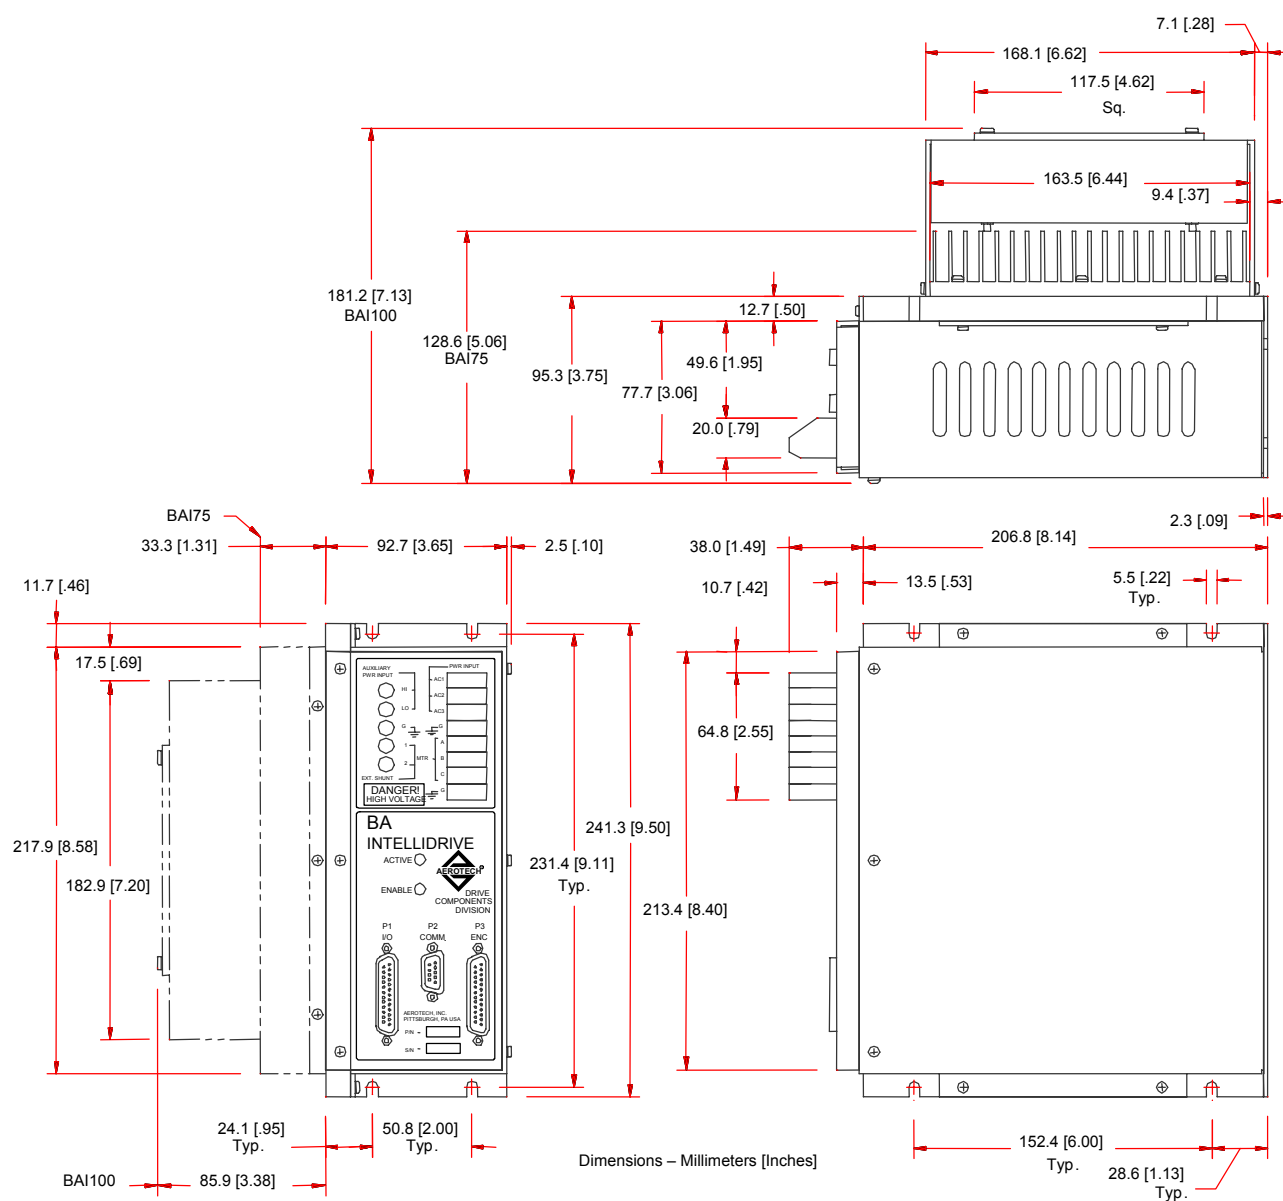 7.1 [.28]
168.1 [6.62]
117.5 [4.62]
Sq.
163.5 [6.44]
9.4 [.37]
181.2 [7.13]
BAI100
128.6 [5.06]
BAI75
95.3 [3.75]
12.7 [.50]
49.6 [1.95]
77.7 [3.06]
20.0 [.79]
2.3 [.09]
BAI75
33.3 [1.31]
92.7 [3.65]
2.5 [.10]
38.0 [1.49]
206.8 [8.14]
11.7 [.46]
10.7 [.42]
13.5 [.53]
5.5 [.22]
Typ.
17.5 [.69]
AUXILIARY
PWR INPUT
PWR INPUT
HI
LO
G
1
2
MTR
EXT. SHUNT
AC1
AC2
AC3
G
A
B
C
G
DANGER!
HIGH VOLTAGE
64.8 [2.55]
BA
INTELLIDRIVE
ACTIVE
ENABLE
AEROTECH
DRIVE
COMPONENTS
DIVISION
P1
I/O
P2
COMM
P3
ENC
AEROTECH, INC.
PITTSBURGH, PA USA
P/N -
S/N -
217.9 [8.58]
182.9 [7.20]
241.3 [9.50]
231.4 [9.11]
Typ.
213.4 [8.40]
24.1 [.95]
Typ.
50.8 [2.00]
Typ.
BAI100
85.9 [3.38]
Dimensions – Millimeters [Inches]
152.4 [6.00]
Typ.
28.6 [1.13]
Typ.